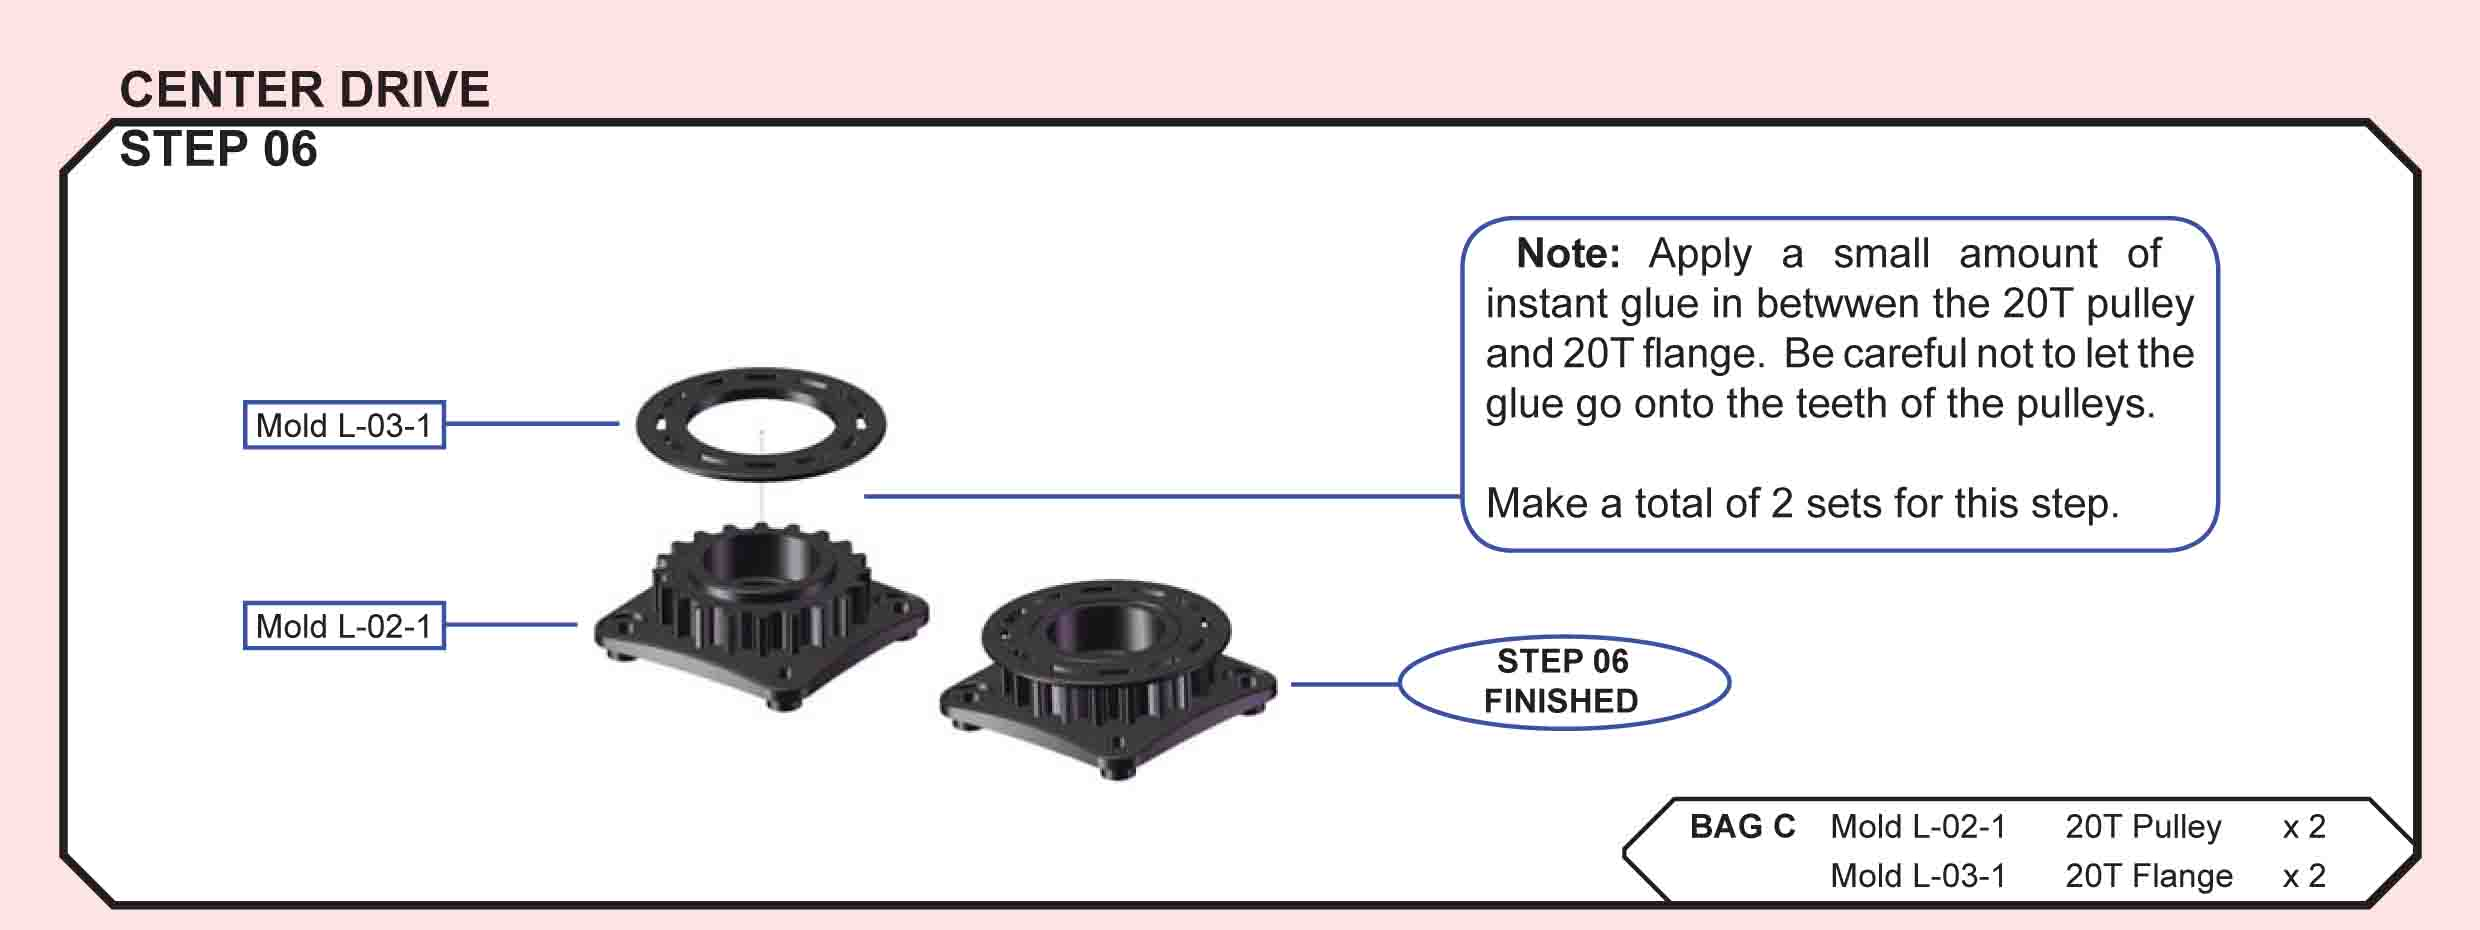 CENTER DRIVE
STEP 06
Note: Apply a small amount of
instant glue in betwwen the 20T pulley
and 20T flange. Be careful not to let the
glue go onto the teeth of the pulleys.
Make a total of 2 sets for this step.
Mold L-03-1
Mold L-02-1
STEP 06
FINISHED
BAG C Mold L-02-1 20T Pulley x 2
Mold L-03-1 20T Flange x 2